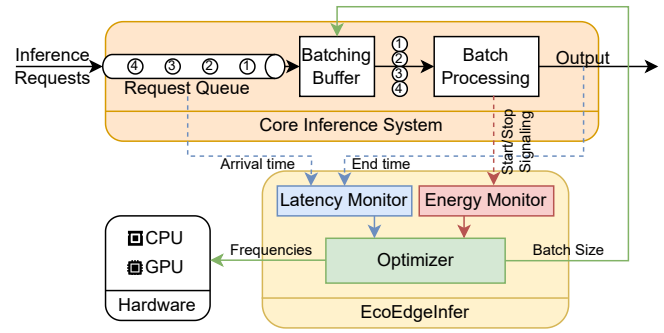 Inference
Requests
4 3 2 1
Request Queue
Batching
Buffer
1
2
3
4
Batch
Processing
Output
Core Inference System
Arrival time
End time
Start/Stop
Signaling
Latency Monitor
Energy Monitor
CPU
GPU
Hardware
Frequencies
Optimizer
Batch Size
EcoEdgeInfer